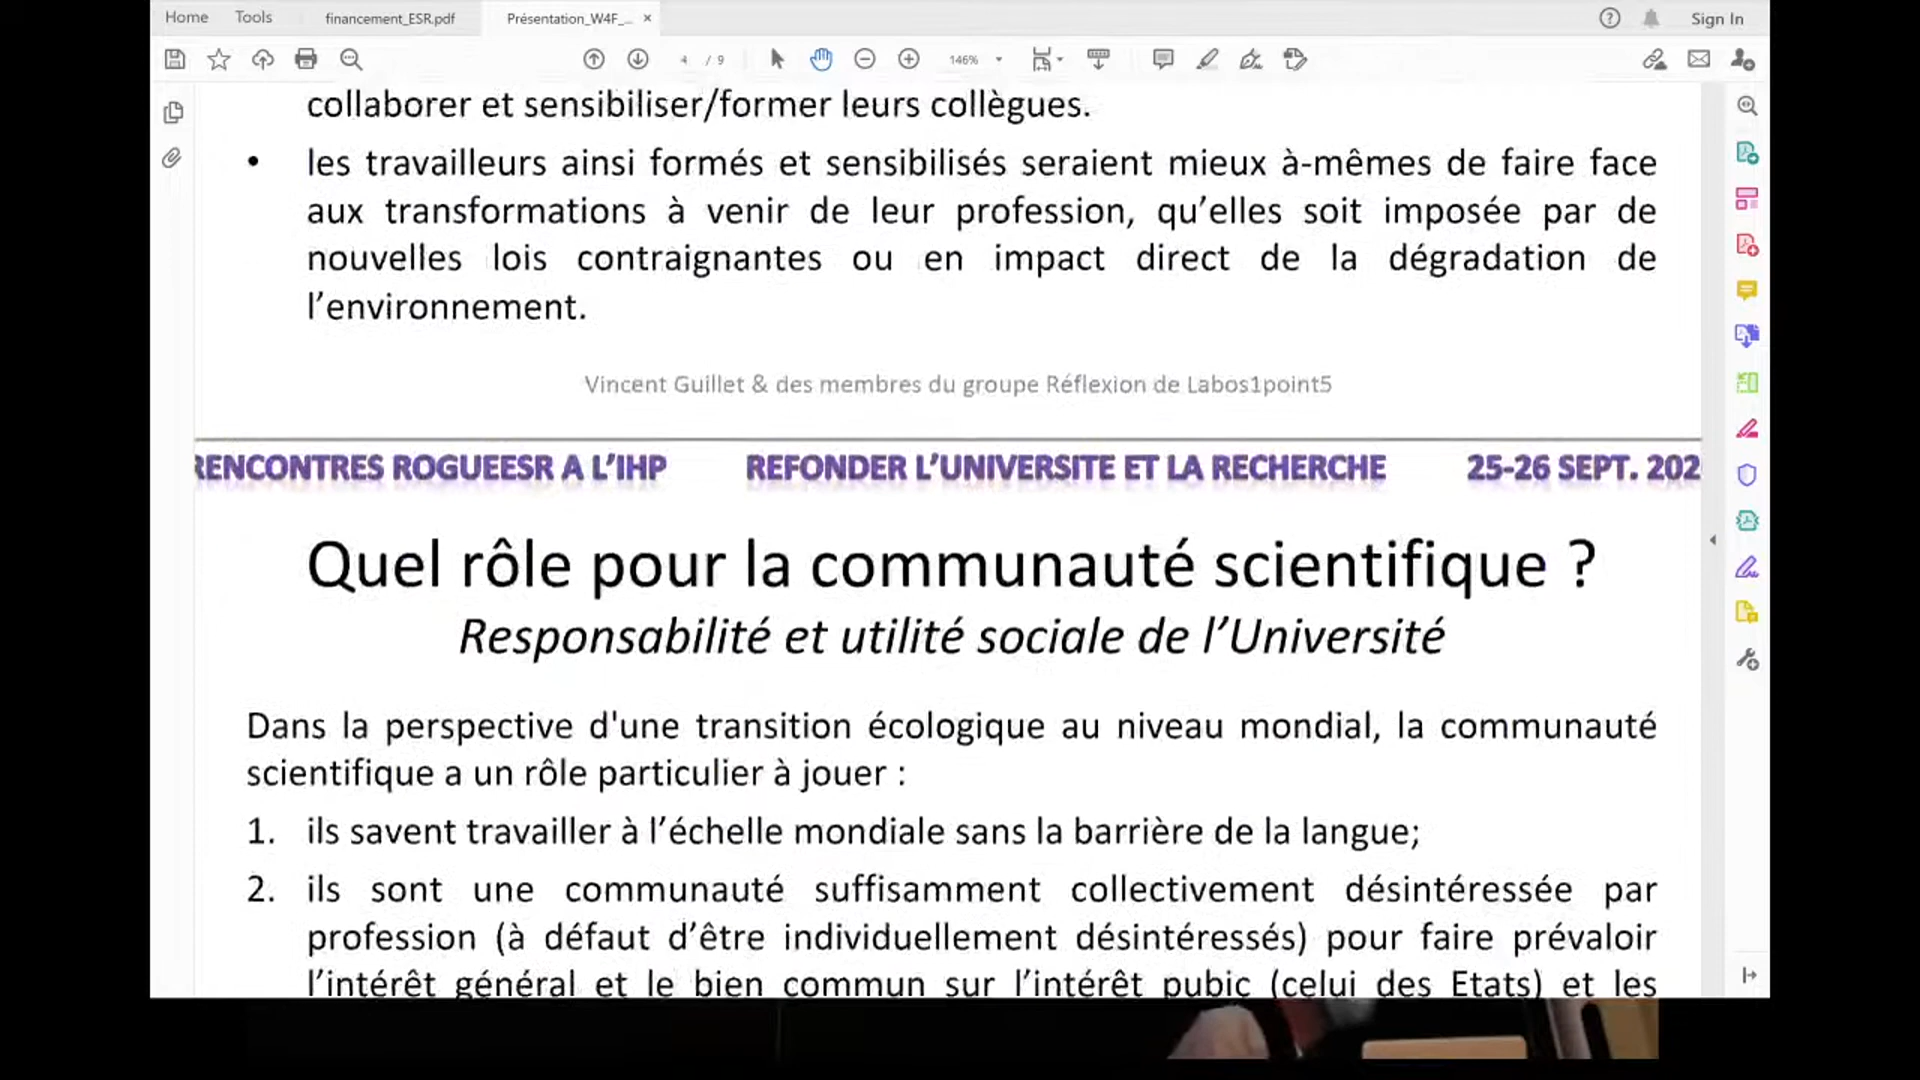 Home Tools financement_ESR.pdf Présentation_W4F_... × Sign In
4 / 9 146%
collaborer et sensibiliser/former leurs collègues.
• les travailleurs ainsi formés et sensibilisés seraient mieux à-mêmes de faire face
aux transformations à venir de leur profession, qu’elles soit imposée par de
nouvelles lois contraignantes ou en impact direct de la dégradation de
l’environnement.
Vincent Guillet & des membres du groupe Réflexion de Labos1point5
RENCONTRES ROGUEESR A L’IHP REFONDER L’UNIVERSITE ET LA RECHERCHE 25-26 SEPT. 202
Quel rôle pour la communauté scientifique ?
Responsabilité et utilité sociale de l’Université
Dans la perspective d'une transition écologique au niveau mondial, la communauté
scientifique a un rôle particulier à jouer :
1. ils savent travailler à l’échelle mondiale sans la barrière de la langue;
2. ils sont une communauté suffisamment collectivement désintéressée par
profession (à défaut d’être individuellement désintéressés) pour faire prévaloir
l’intérêt général et le bien commun sur l’intérêt pubic (celui des Etats) et les